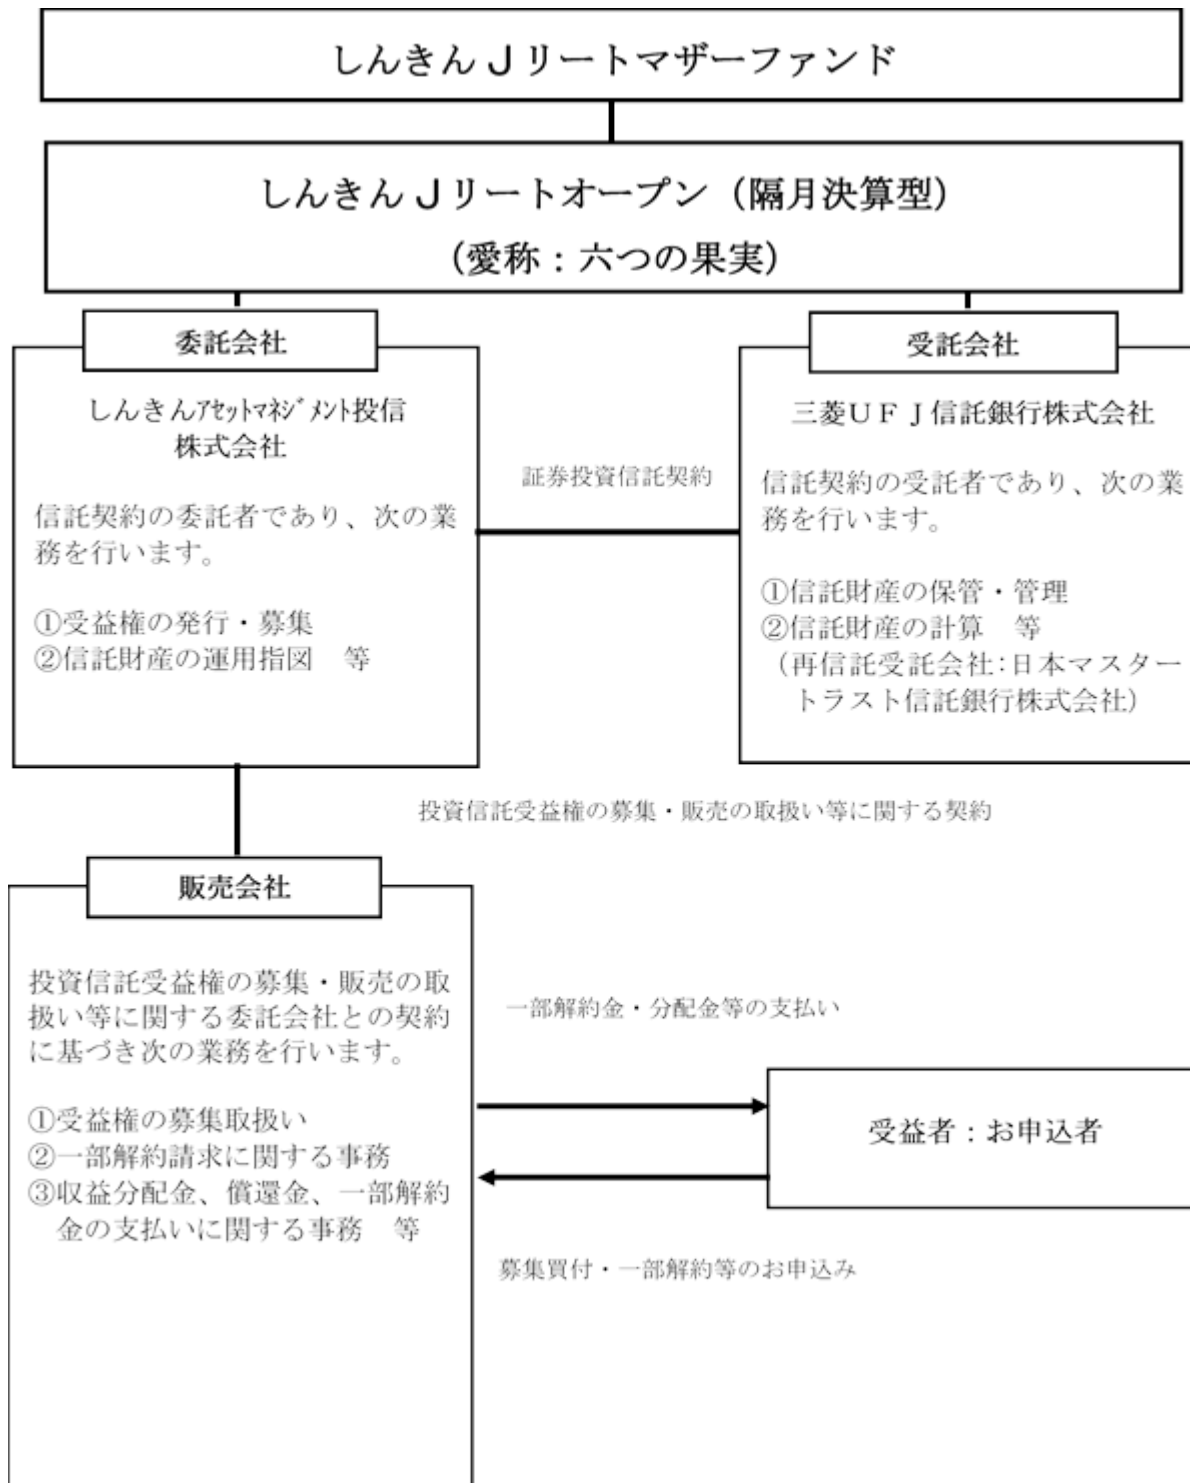 しんきんJリートマザーファンド
しんきんJリートオープン（隔月決算型）
（愛称：六つの果実）
委託会社
しんきんｱｾｯﾄﾏﾈｼﾞﾒﾝﾄ投信
株式会社
信託契約の委託者であり、次の業
務を行います。
①受益権の発行・募集
②信託財産の運用指図　等
証券投資信託契約
受託会社
三菱ＵＦＪ信託銀行株式会社
信託契約の受託者であり、次の業
務を行います。
①信託財産の保管・管理
②信託財産の計算　等
（再信託受託会社：日本マスター
トラスト信託銀行株式会社）
投資信託受益権の募集・販売の取扱い等に関する契約
販売会社
投資信託受益権の募集・販売の取
扱い等に関する委託会社との契約
に基づき次の業務を行います。
①受益権の募集取扱い
②一部解約請求に関する事務
③収益分配金、償還金、一部解約
金の支払いに関する事務　等
一部解約金・分配金等の支払い
受益者：お申込者
募集買付・一部解約等のお申込み